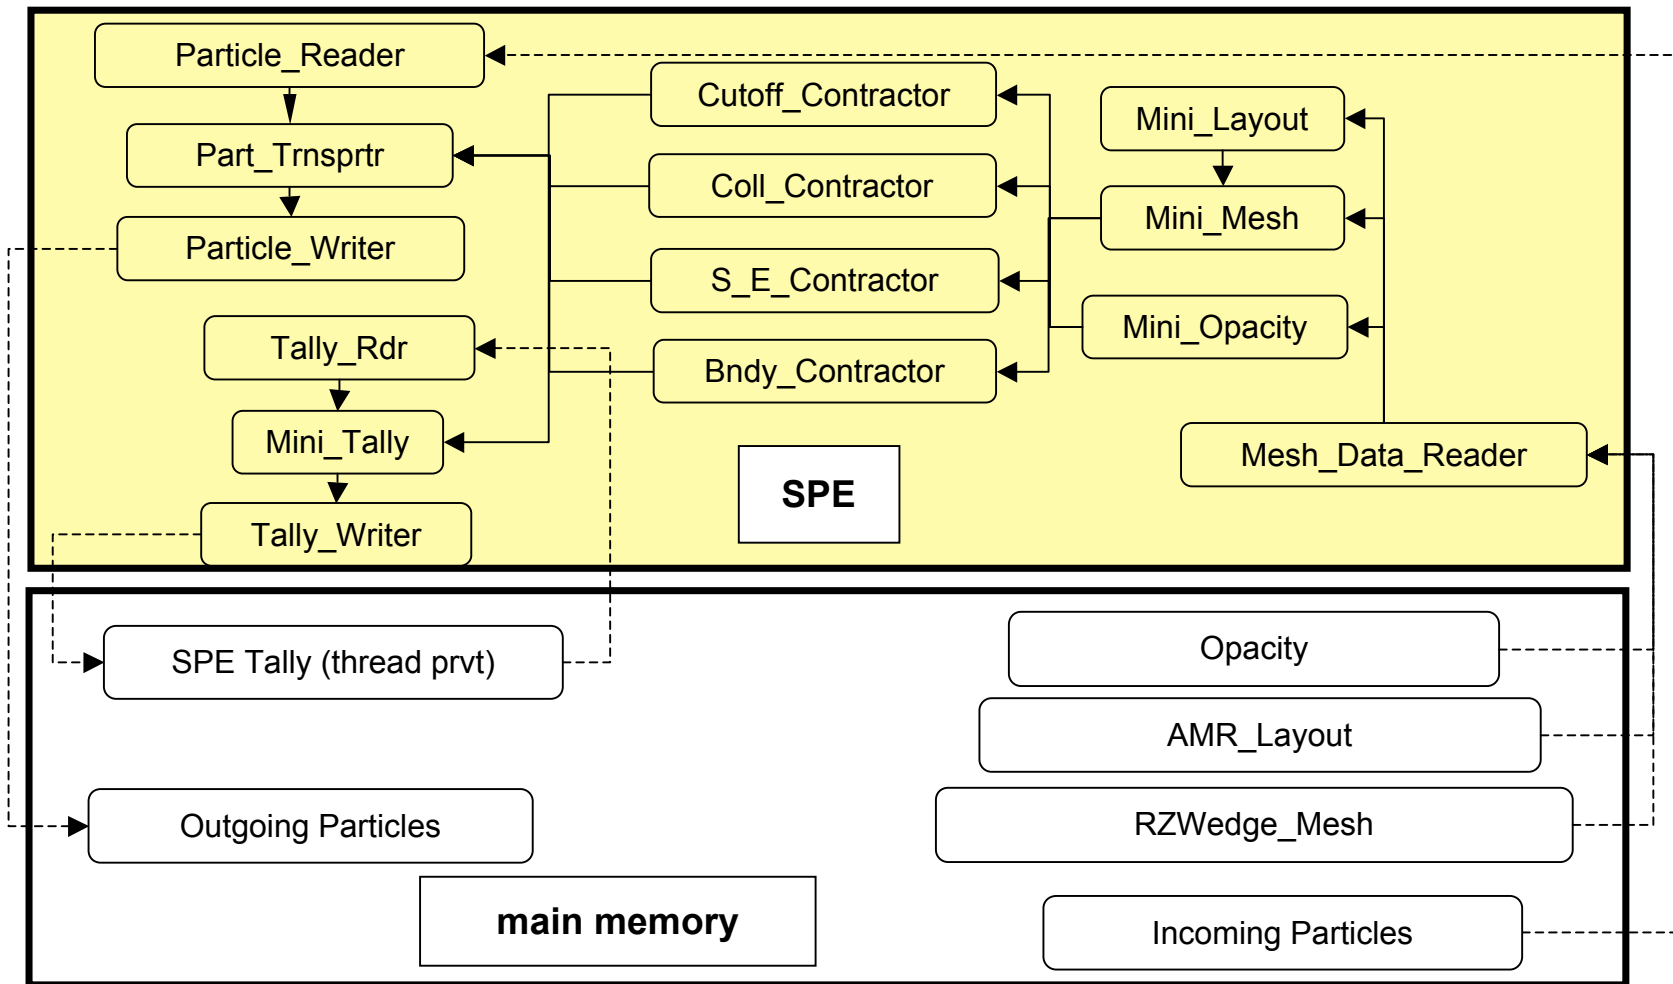 Particle_Reader
Part_Trnsprtr
Particle_Writer
Tally_Rdr
Mini_Tally
Tally_Writer
Cutoff_Contractor
Coll_Contractor
S_E_Contractor
Bndy_Contractor
Mini_Layout
Mini_Mesh
Mini_Opacity
Mesh_Data_Reader
SPE
SPE Tally (thread prvt)
Outgoing Particles
main memory
Opacity
AMR_Layout
RZWedge_Mesh
Incoming Particles